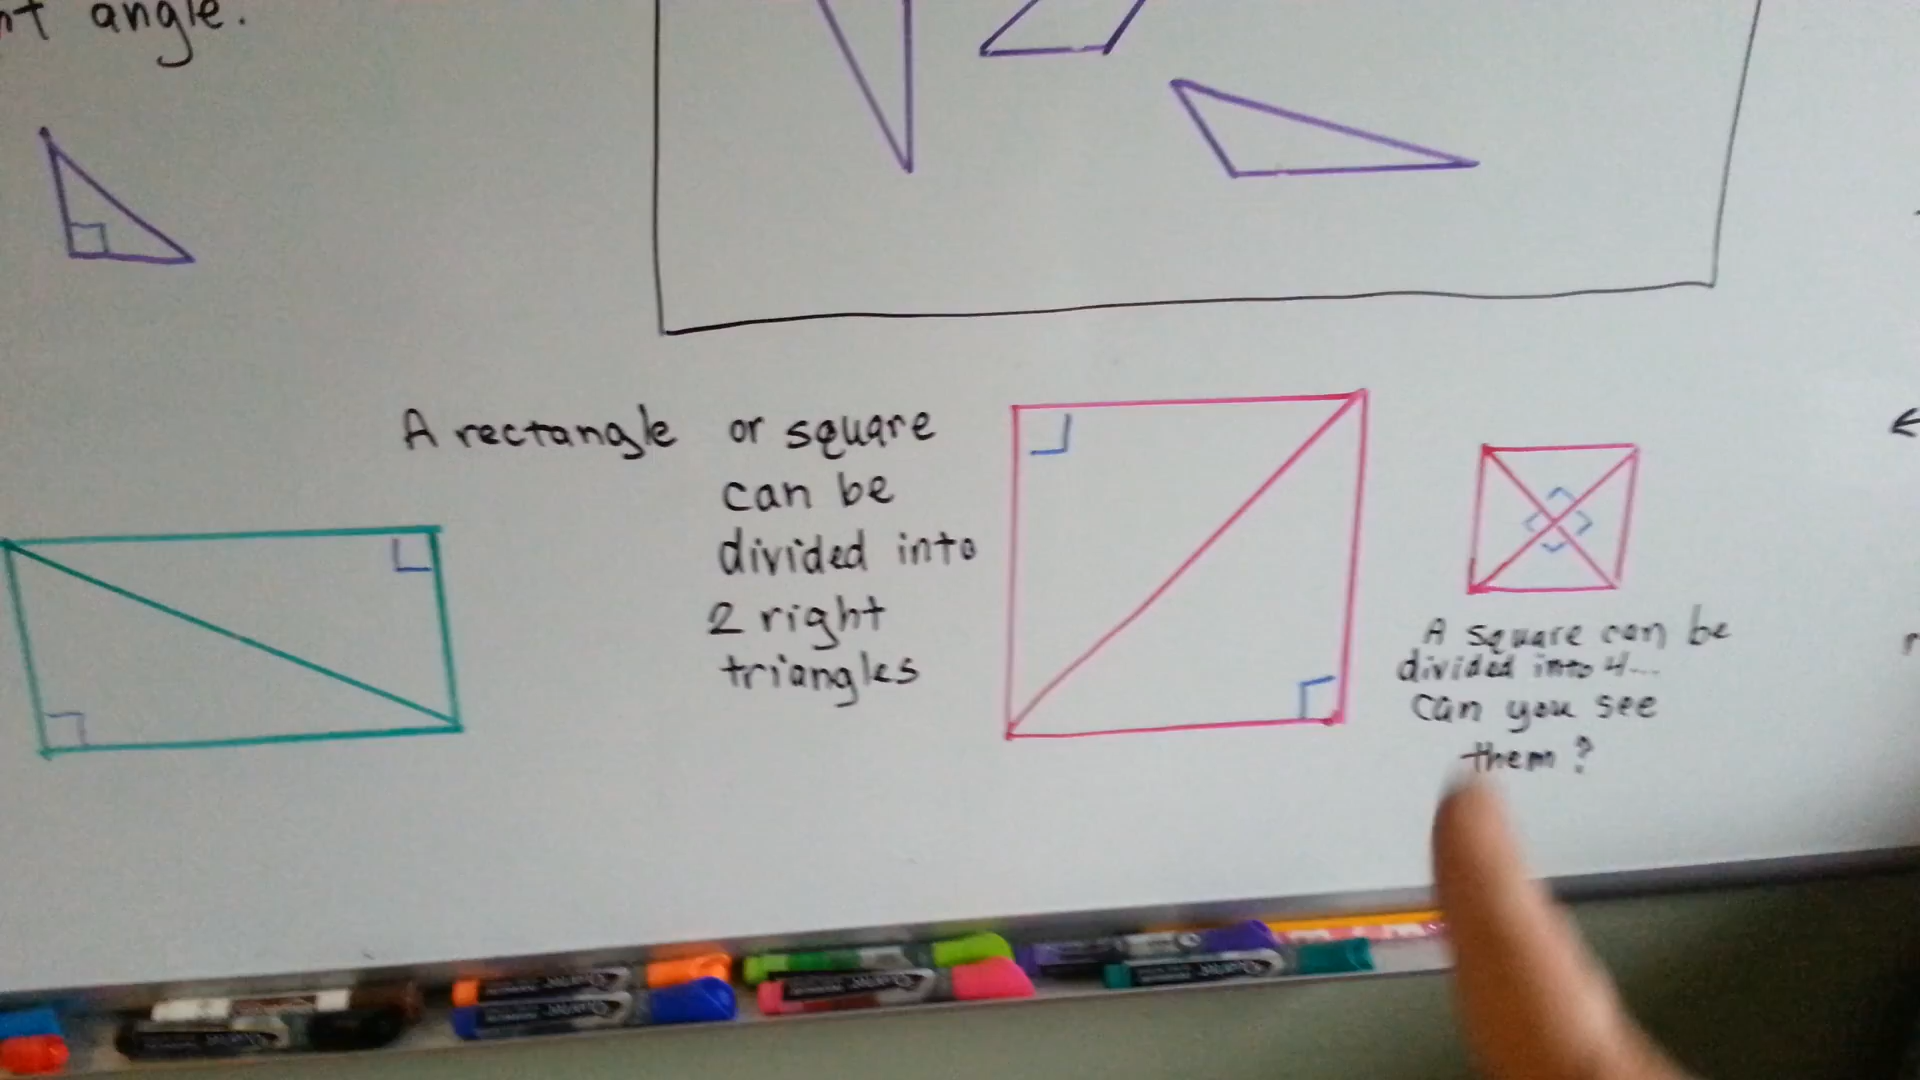 angle.
A rectangle or square
can be
divided into
2 right
triangles
A square can be
divided into 4...
Can you see
them?